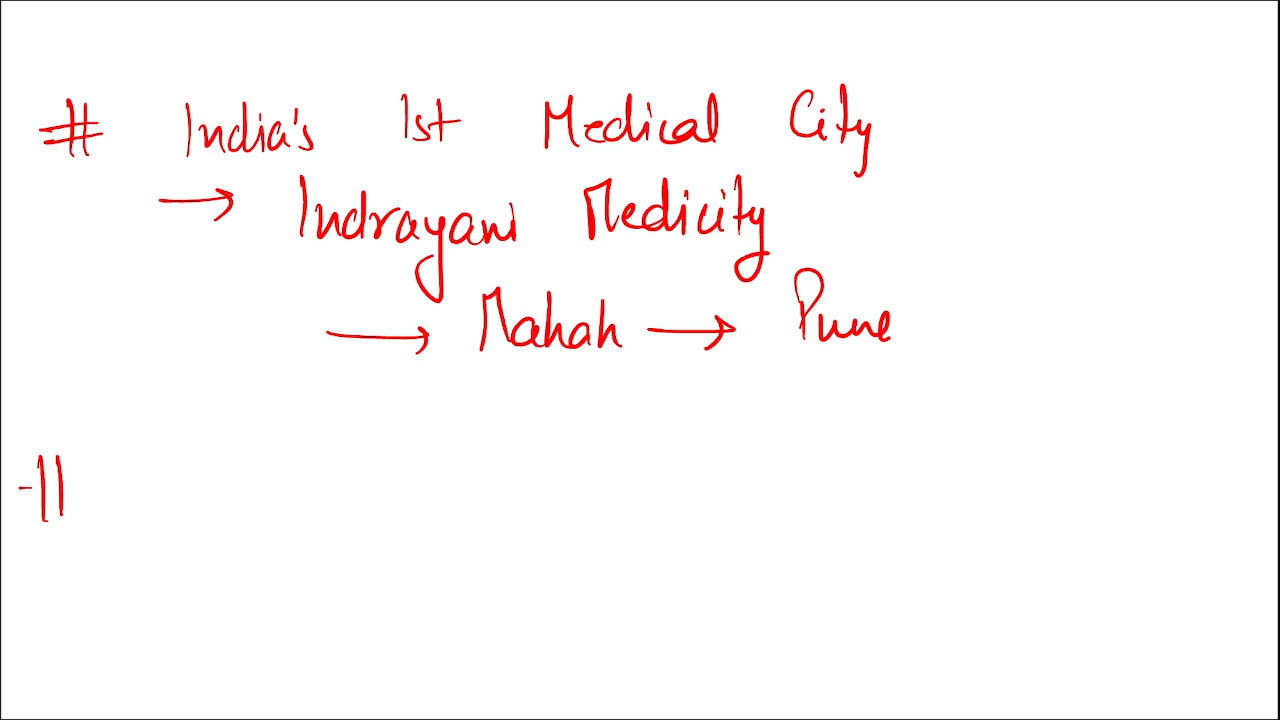 # India's 1st Medical City
→ Indrayani Medicity
→ Mahah → Pune
-||